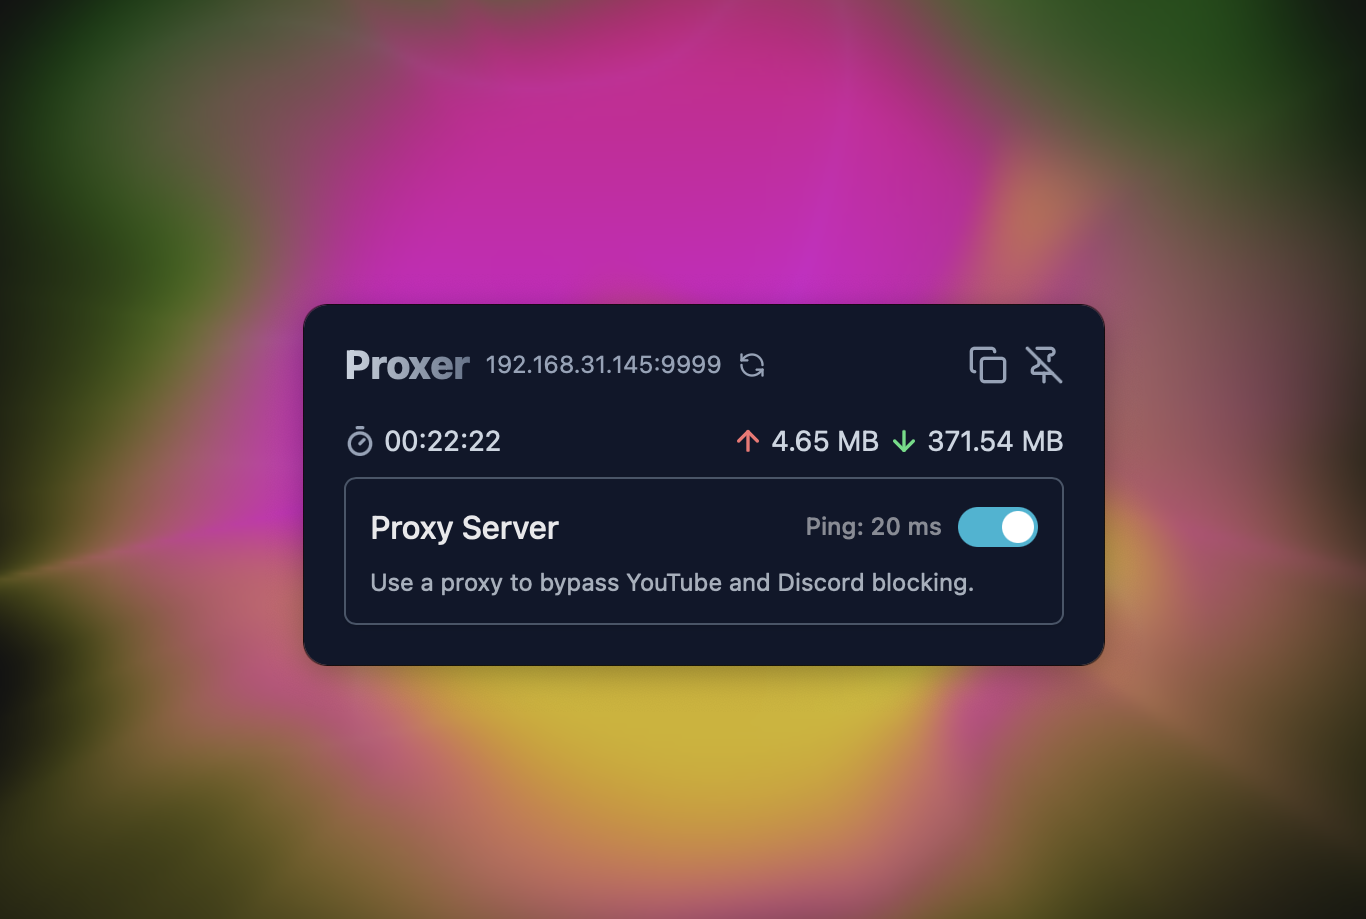 Proxer 192.168.31.145:9999
00:22:22 4.65 MB 371.54 MB
Proxy Server Ping: 20 ms
Use a proxy to bypass YouTube and Discord blocking.